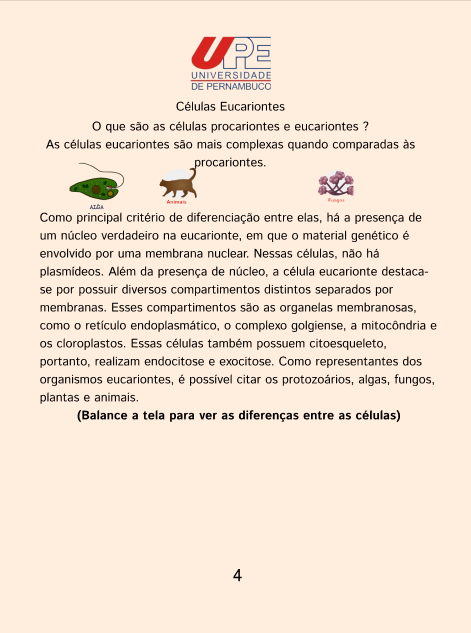 UPE
UNIVERSIDADE
DE PERNAMBUCO
Células Eucariontes
O que são as células procariontes e eucariontes ?
As células eucariontes são mais complexas quando comparadas às
procariontes.
ALGA
Animais
Fungos
Como principal critério de diferenciação entre elas, há a presença de
um núcleo verdadeiro na eucarionte, em que o material genético é
envolvido por uma membrana nuclear. Nessas células, não há
plasmídeos. Além da presença de núcleo, a célula eucarionte destaca-
se por possuir diversos compartimentos distintos separados por
membranas. Esses compartimentos são as organelas membranosas,
como o retículo endoplasmático, o complexo golgiense, a mitocôndria e
os cloroplastos. Essas células também possuem citoesqueleto,
portanto, realizam endocitose e exocitose. Como representantes dos
organismos eucariontes, é possível citar os protozoários, algas, fungos,
plantas e animais.
(Balance a tela para ver as diferenças entre as células)
4